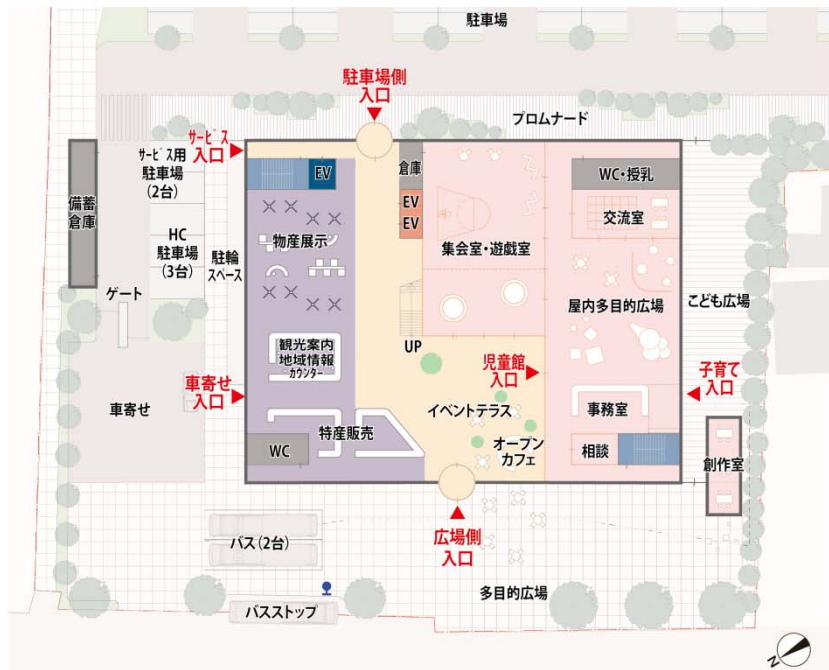 駐車場
駐車場側
入口
プロムナード
サービス
入口
サービス用
駐車場
(2台)
備蓄
倉庫
HC
駐車場
(3台)
駐輪
スペース
ゲート
EV
倉庫
EV
EV
WC・授乳
交流室
物産展示
集会室・遊戯室
屋内多目的広場
こども広場
観光案内
地域情報
カウンター
UP
児童館
入口
子育て
入口
車寄せ
入口
車寄せ
イベントテラス
事務室
特産販売
オープン
カフェ
WC
相談
創作室
広場側
入口
バス(2台)
多目的広場
バスストップ
N